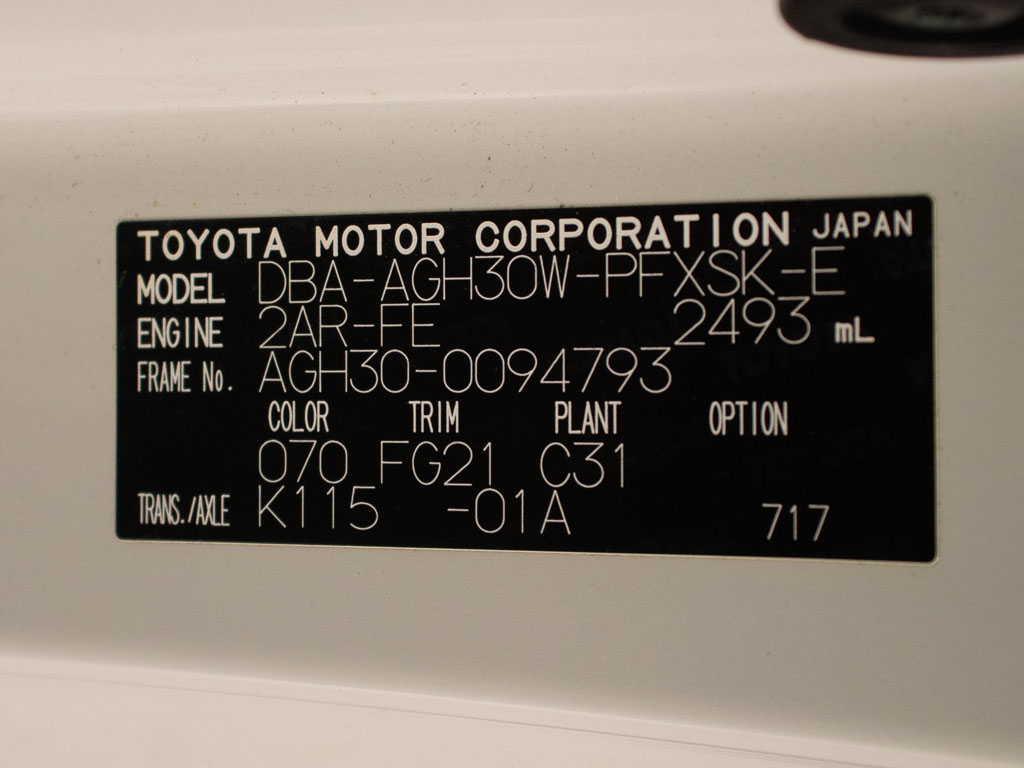 TOYOTA MOTOR CORPORATION JAPAN
MODEL DBA-AGH30W-PFXSK-E
ENGINE 2AR-FE 2493 mL
FRAME No. AGH30-0094793
COLOR TRIM PLANT OPTION
070 FG21 C31
TRANS./AXLE K115 -01A 717